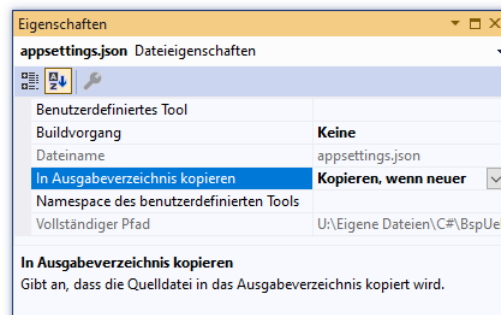 Eigenschaften
appsettings.json Dateieigenschaften
Benutzerdefiniertes Tool
Buildvorgang Keine
Dateiname appsettings.json
In Ausgabeverzeichnis kopieren Kopieren, wenn neuer
Namespace des benutzerdefinierten Tools
Vollständiger Pfad U:\Eigene Dateien\C#\BspUe
In Ausgabeverzeichnis kopieren
Gibt an, dass die Quelldatei in das Ausgabeverzeichnis kopiert wird.